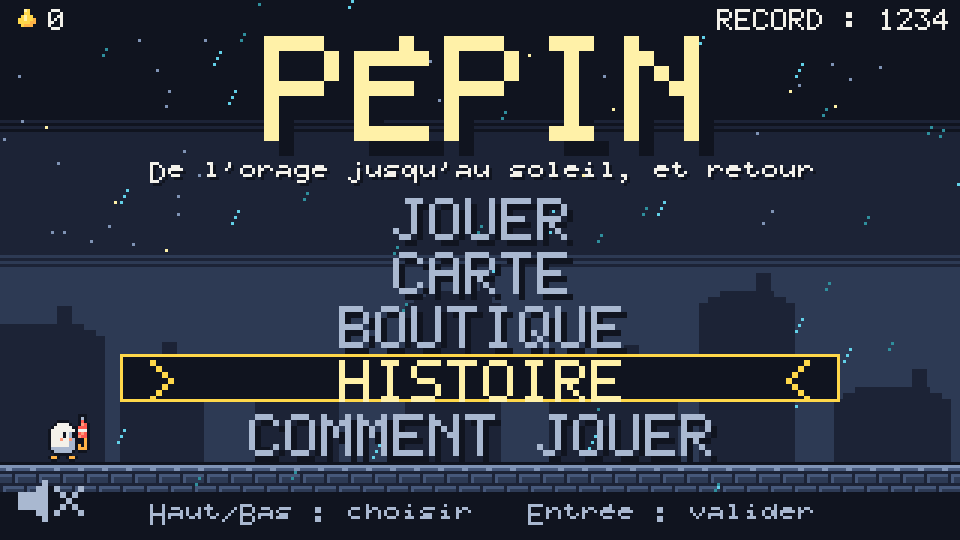 0
RECORD : 1234
PÉPIN
De l'orage jusqu'au soleil, et retour
JOUER
CARTE
BOUTIQUE
HISTOIRE
COMMENT JOUER
Haut/Bas : choisir
Entrée : valider